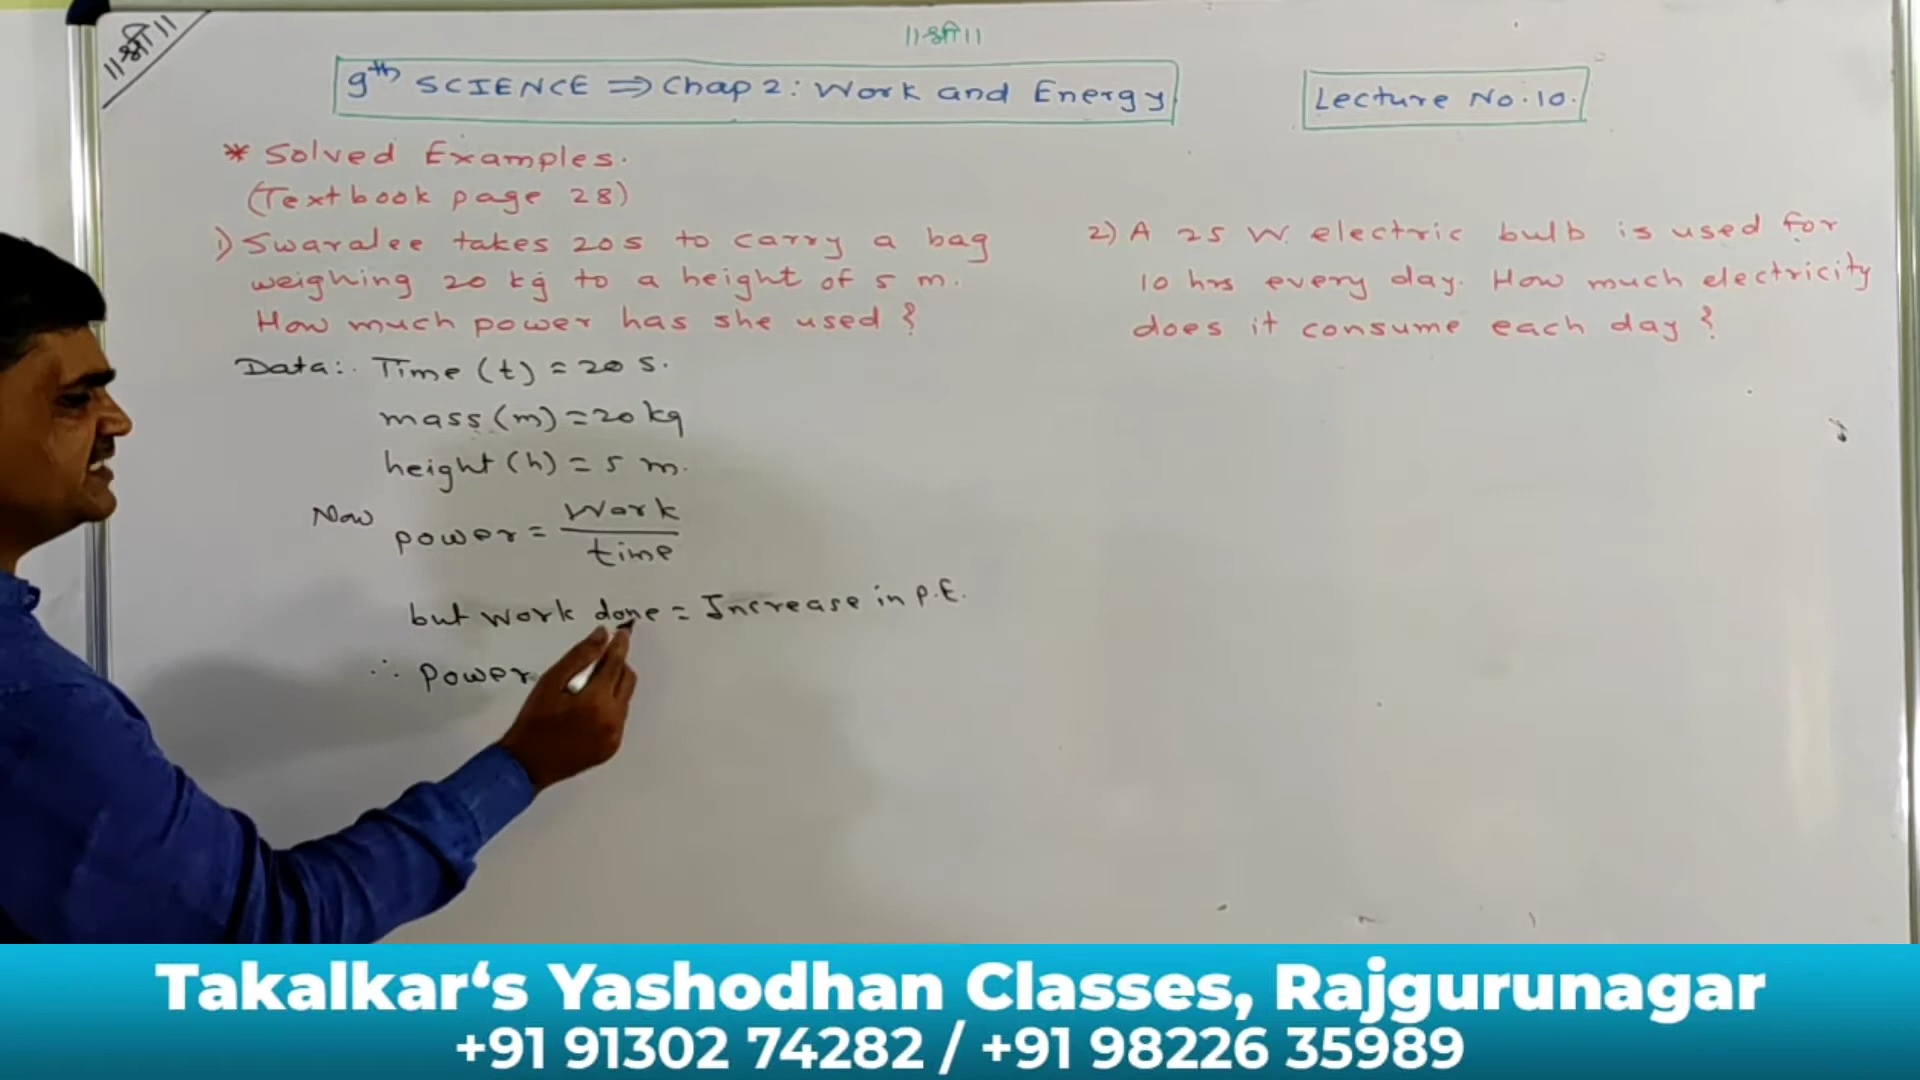 ॥श्री॥
॥श्री॥
9th SCIENCE ⇒ Chap 2: Work and Energy
Lecture No. 10.
* Solved Examples.
(Textbook page 28)
1) Swaralee takes 20 s to carry a bag
weighing 20 kg to a height of 5 m.
How much power has she used ?
Data:. Time (t) = 20 s.
mass (m) = 20 kg
height (h) = 5 m.
Now power = Work
time
but work done = Increase in P.E.
∴ Power
2) A 25 W. electric bulb is used for
10 hrs every day. How much electricity
does it consume each day ?
Takalkar‘s Yashodhan Classes, Rajgurunagar
+91 91302 74282 / +91 98226 35989